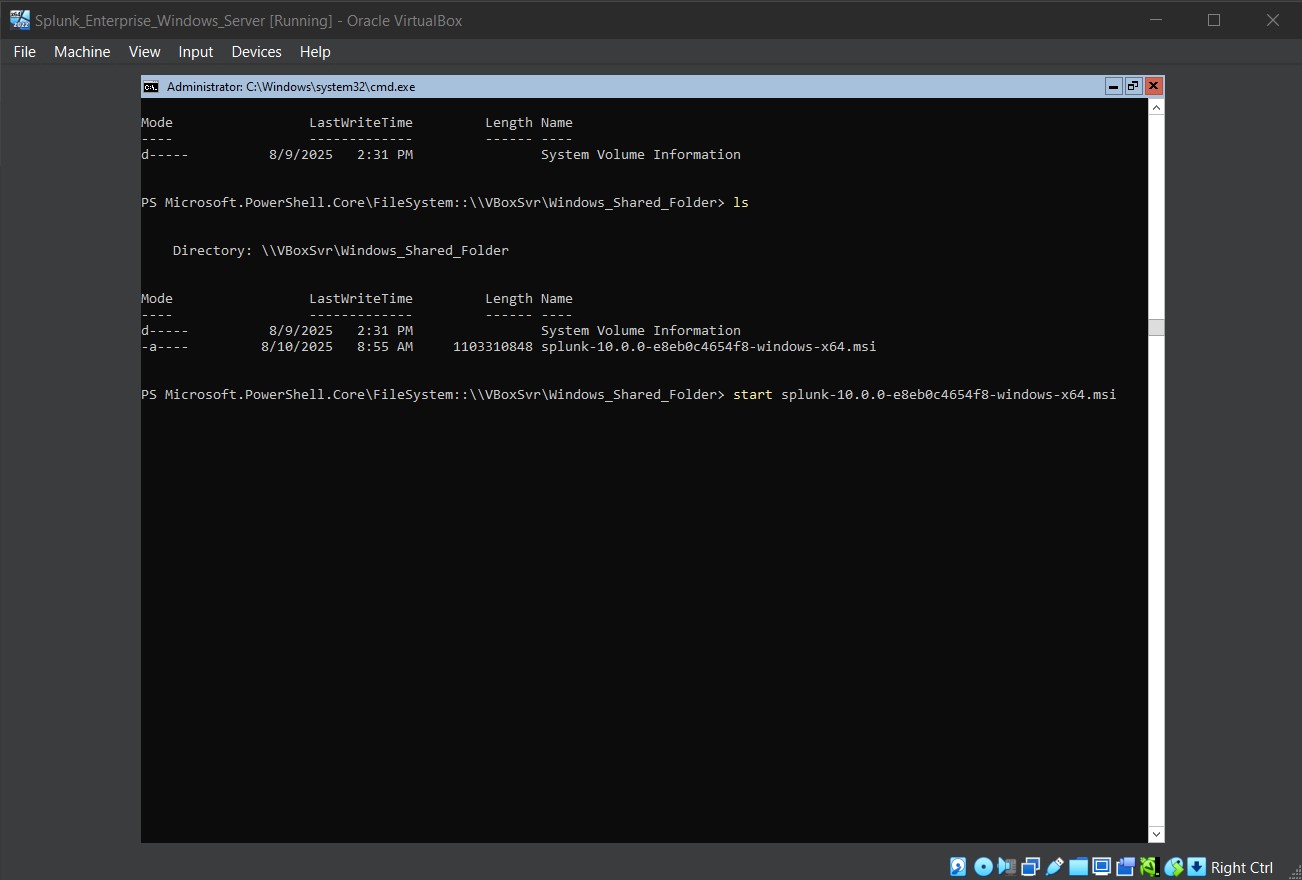 Splunk_Enterprise_Windows_Server [Running] - Oracle VirtualBox
File Machine View Input Devices Help
Administrator: C:\Windows\system32\cmd.exe
Mode LastWriteTime Length Name
---- ------------- ------ ----
d----- 8/9/2025 2:31 PM System Volume Information
PS Microsoft.PowerShell.Core\FileSystem::\\VBoxSvr\Windows_Shared_Folder> ls
Directory: \\VBoxSvr\Windows_Shared_Folder
Mode LastWriteTime Length Name
---- ------------- ------ ----
d----- 8/9/2025 2:31 PM System Volume Information
-a---- 8/10/2025 8:55 AM 1103310848 splunk-10.0.0-e8eb0c4654f8-windows-x64.msi
PS Microsoft.PowerShell.Core\FileSystem::\\VBoxSvr\Windows_Shared_Folder> start splunk-10.0.0-e8eb0c4654f8-windows-x64.msi
Right Ctrl